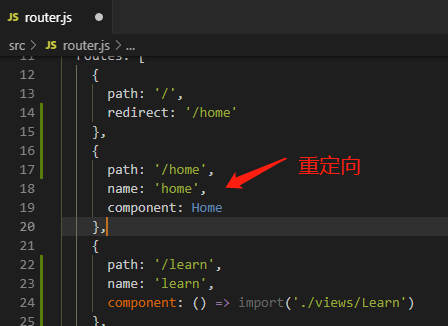 JS router.js
src > JS router.js > ...
11 routes: [
12 {
13 path: '/',
14 redirect: '/home'
15 },
16 {
17 path: '/home',
18 name: 'home', 重定向
19 component: Home
20 },
21 {
22 path: '/learn',
23 name: 'learn',
24 component: () => import('./views/Learn')
25 },